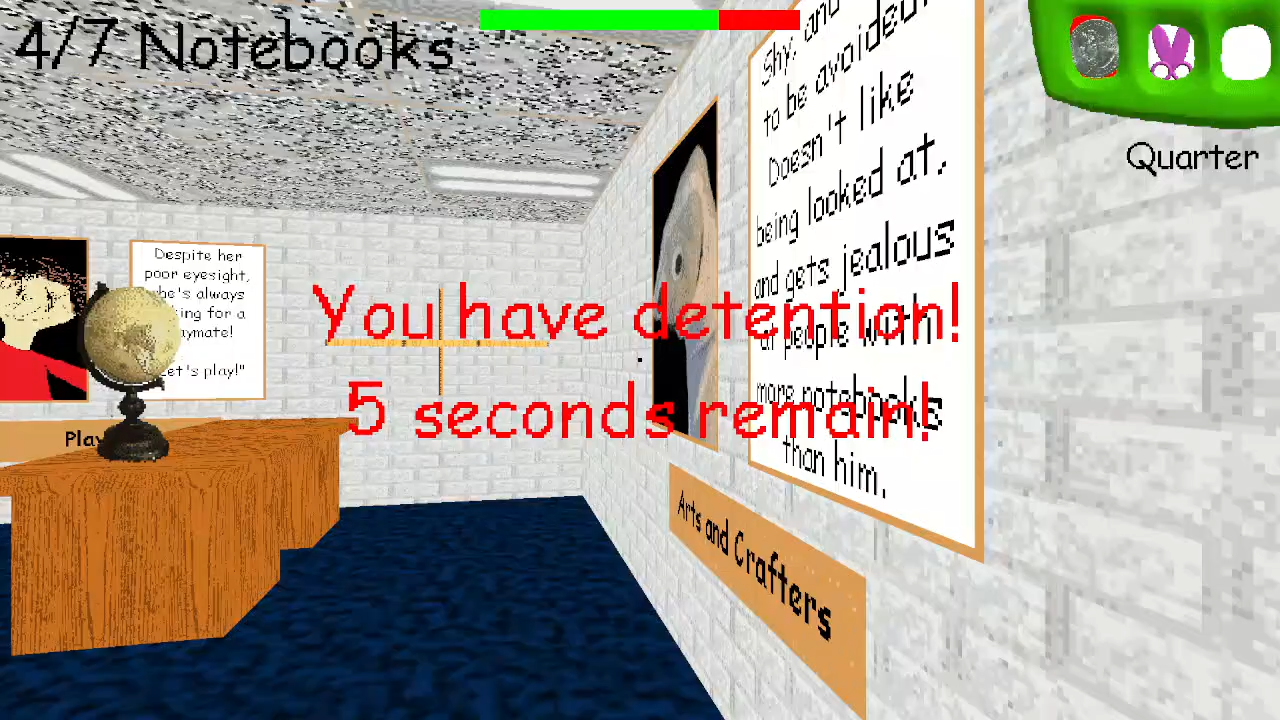 4/7 Notebooks
Quarter
Shy, and
to be avoided.
Doesn't like
being looked at,
and gets jealous
of people with
more notebooks
than him.
Despite her
poor eyesight,
she's always
looking for a
playmate!
"Let's play!"
You have detention!
5 seconds remain!
Play
Arts and Crafters